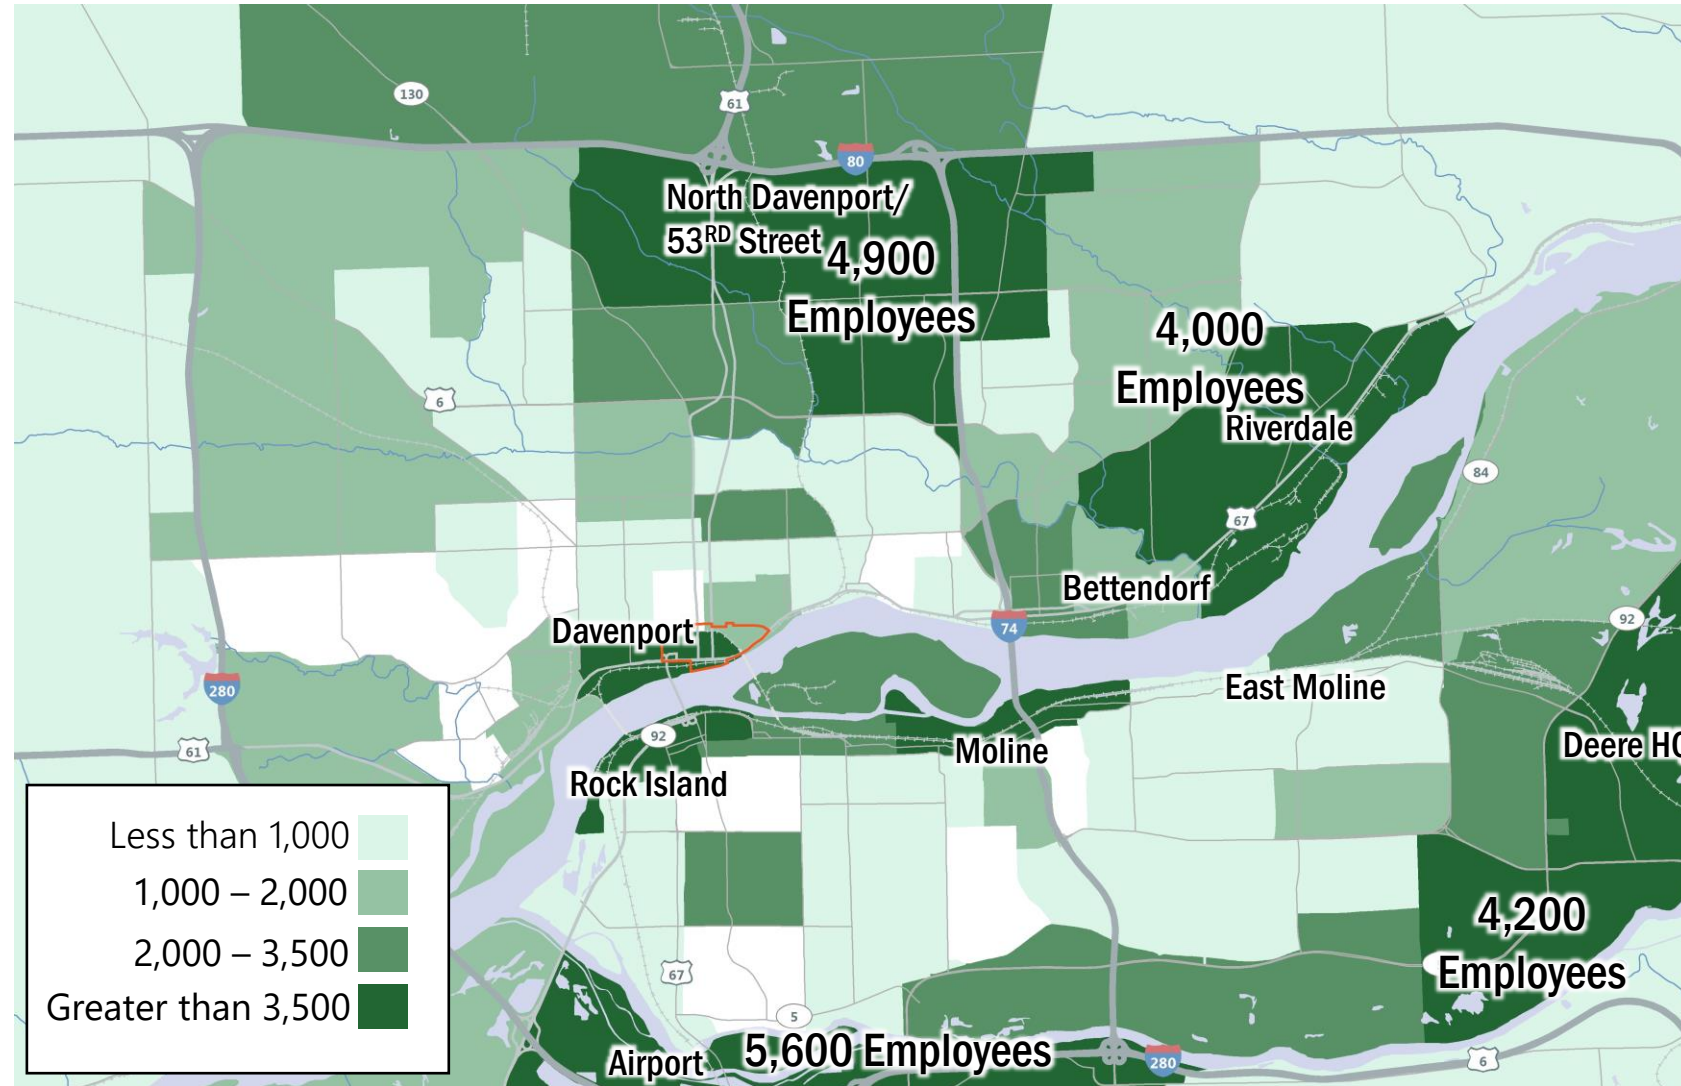 130
61
80
North Davenport/
53RD Street
4,900
Employees
4,000
Employees
Riverdale
6
84
67
Bettendorf
92
Davenport
74
280
East Moline
61
92
Moline
Deere HQ
Rock Island
Less than 1,000
1,000 – 2,000
2,000 – 3,500
Greater than 3,500
4,200
Employees
67
5
5,600 Employees
Airport
280
6